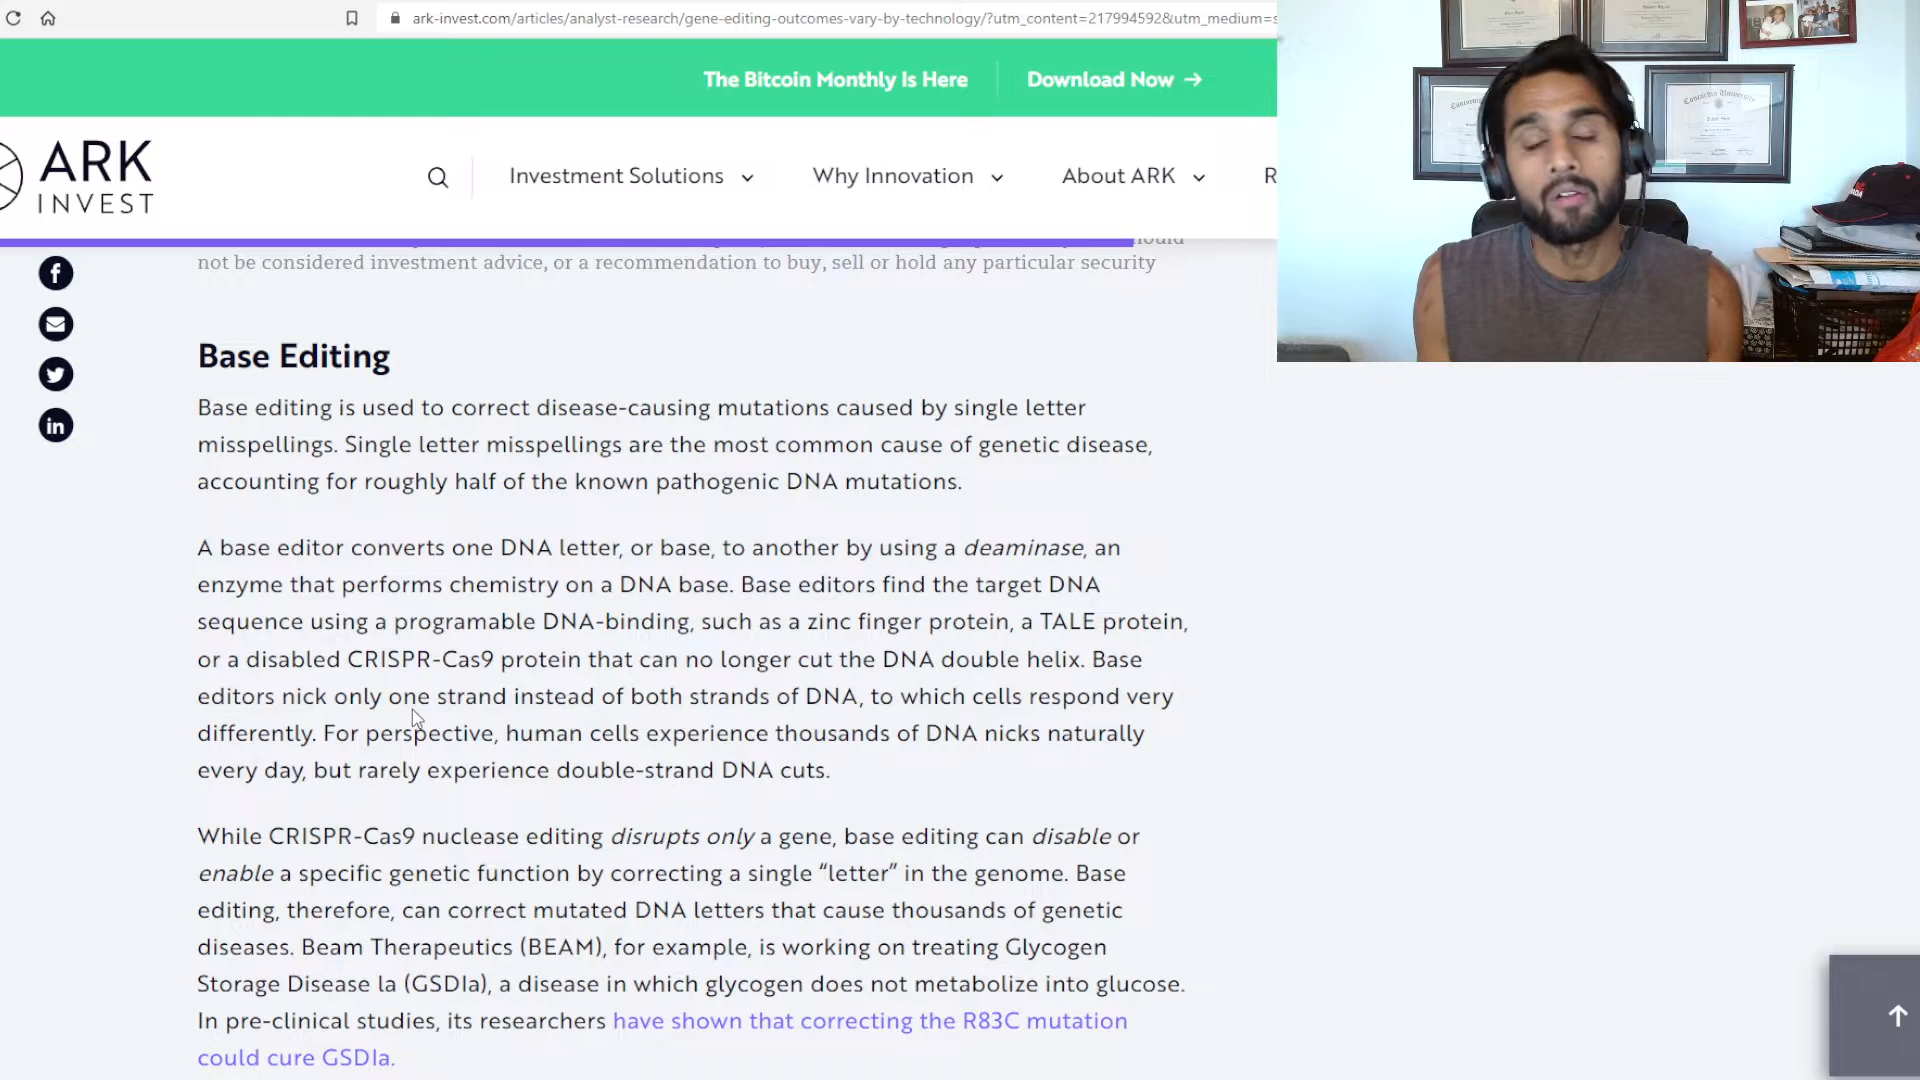 ark-invest.com/articles/analyst-research/gene-editing-outcomes-vary-by-technology/?utm_content=217994592&utm_medium=s
The Bitcoin Monthly Is Here
Download Now →
ARK
INVEST
Investment Solutions
Why Innovation
About ARK
R
not be considered investment advice, or a recommendation to buy, sell or hold any particular security
Base Editing
Base editing is used to correct disease-causing mutations caused by single letter
misspellings. Single letter misspellings are the most common cause of genetic disease,
accounting for roughly half of the known pathogenic DNA mutations.
A base editor converts one DNA letter, or base, to another by using a deaminase, an
enzyme that performs chemistry on a DNA base. Base editors find the target DNA
sequence using a programable DNA-binding, such as a zinc finger protein, a TALE protein,
or a disabled CRISPR-Cas9 protein that can no longer cut the DNA double helix. Base
editors nick only one strand instead of both strands of DNA, to which cells respond very
differently. For perspective, human cells experience thousands of DNA nicks naturally
every day, but rarely experience double-strand DNA cuts.
While CRISPR-Cas9 nuclease editing disrupts only a gene, base editing can disable or
enable a specific genetic function by correcting a single “letter” in the genome. Base
editing, therefore, can correct mutated DNA letters that cause thousands of genetic
diseases. Beam Therapeutics (BEAM), for example, is working on treating Glycogen
Storage Disease la (GSDIa), a disease in which glycogen does not metabolize into glucose.
In pre-clinical studies, its researchers have shown that correcting the R83C mutation
could cure GSDIa.
Concordia University